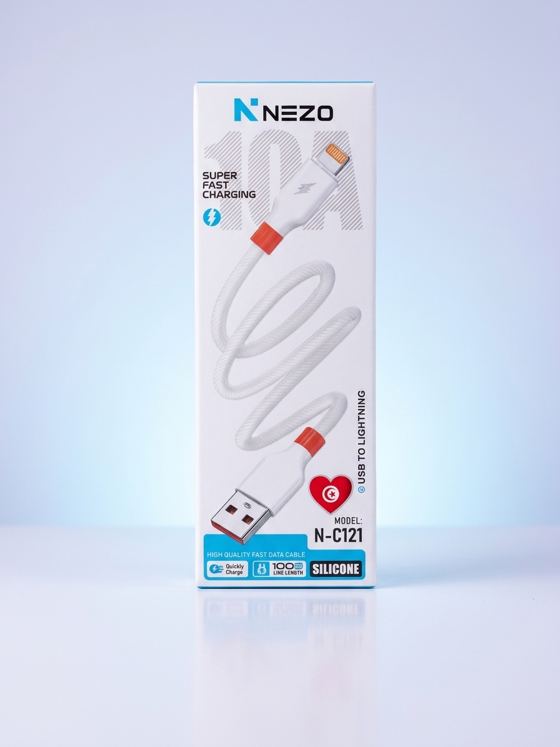 NEZO
10A
SUPER
FAST
CHARGING
USB TO LIGHTNING
MODEL:
N-C121
HIGH QUALITY FAST DATA CABLE
Quickly
Charge
100
LINE LENGTH
SILICONE